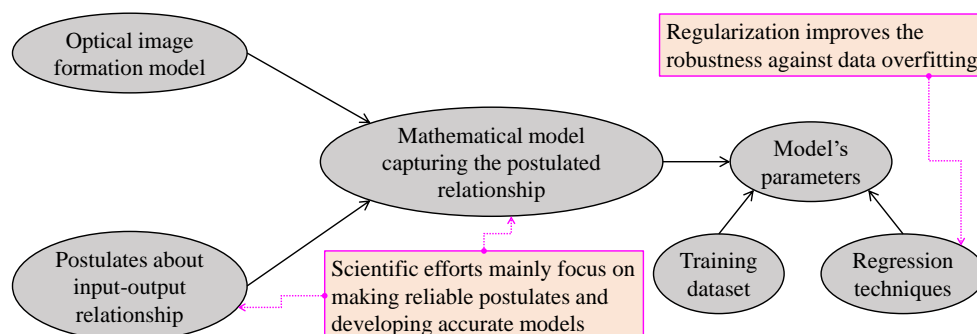 Optical image
formation model
Regularization improves the
robustness against data overfitting
Mathematical model
capturing the postulated
relationship
Model’s
parameters
Postulates about
input-output
relationship
Scientific efforts mainly focus on
making reliable postulates and
developing accurate models
Training
dataset
Regression
techniques